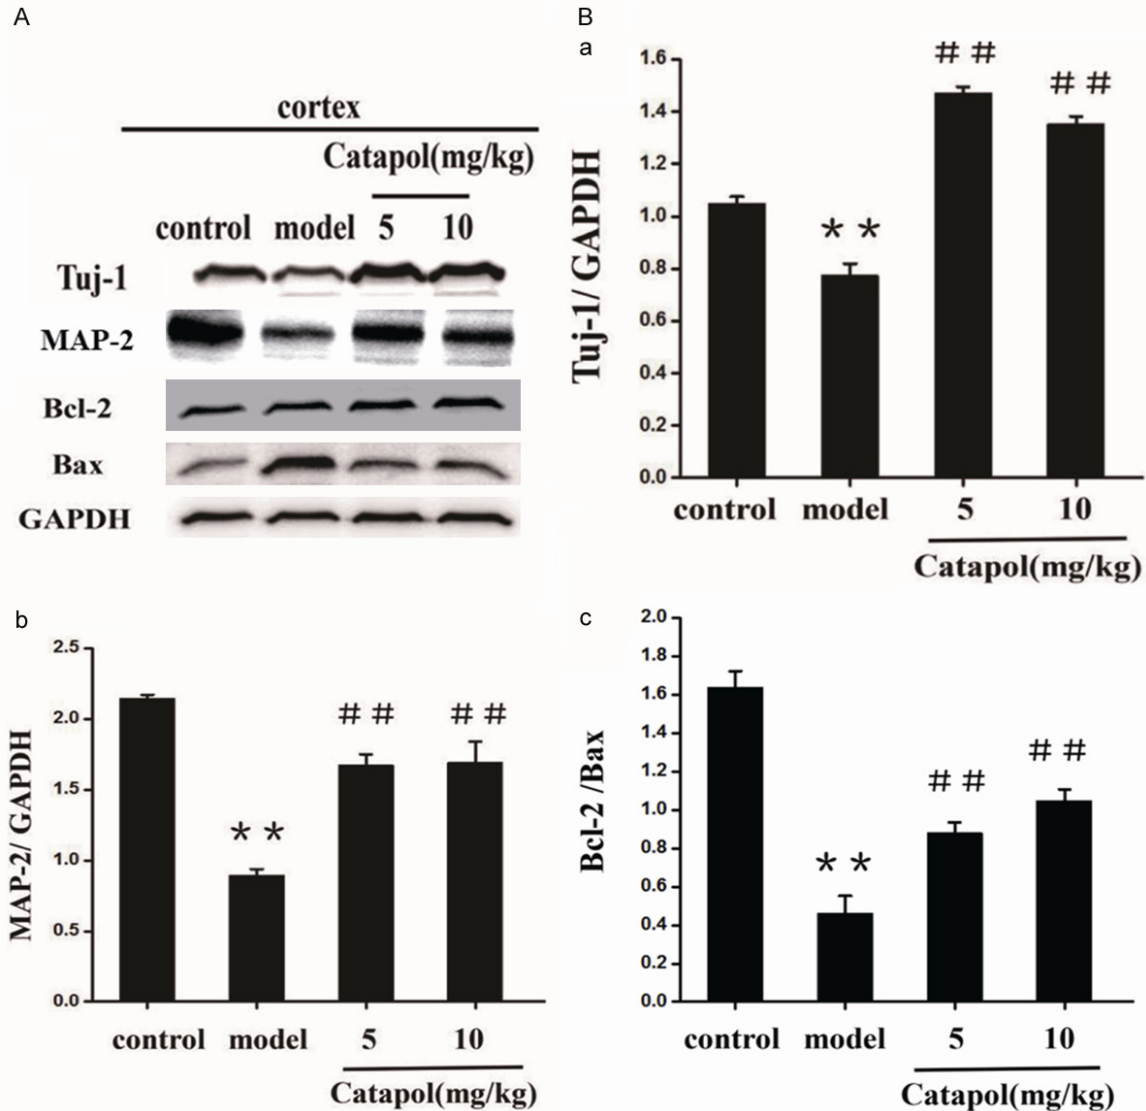 A
cortex
Catapol(mg/kg)
control model 5 10
Tuj-1
MAP-2
Bcl-2
Bax
GAPDH
B
a
Tuj-1/ GAPDH
1.6
1.4
1.2
1.0
0.8
0.6
0.4
0.2
0.0
# #
# #
* *
control model 5 10
Catapol(mg/kg)
b
MAP-2/ GAPDH
2.5
2.0
1.5
1.0
0.5
0.0
# # # #
* *
control model 5 10
Catapol(mg/kg)
c
Bcl-2 /Bax
2.0
1.8
1.6
1.4
1.2
1.0
0.8
0.6
0.4
0.2
0.0
# #
# #
* *
control model 5 10
Catapol(mg/kg)